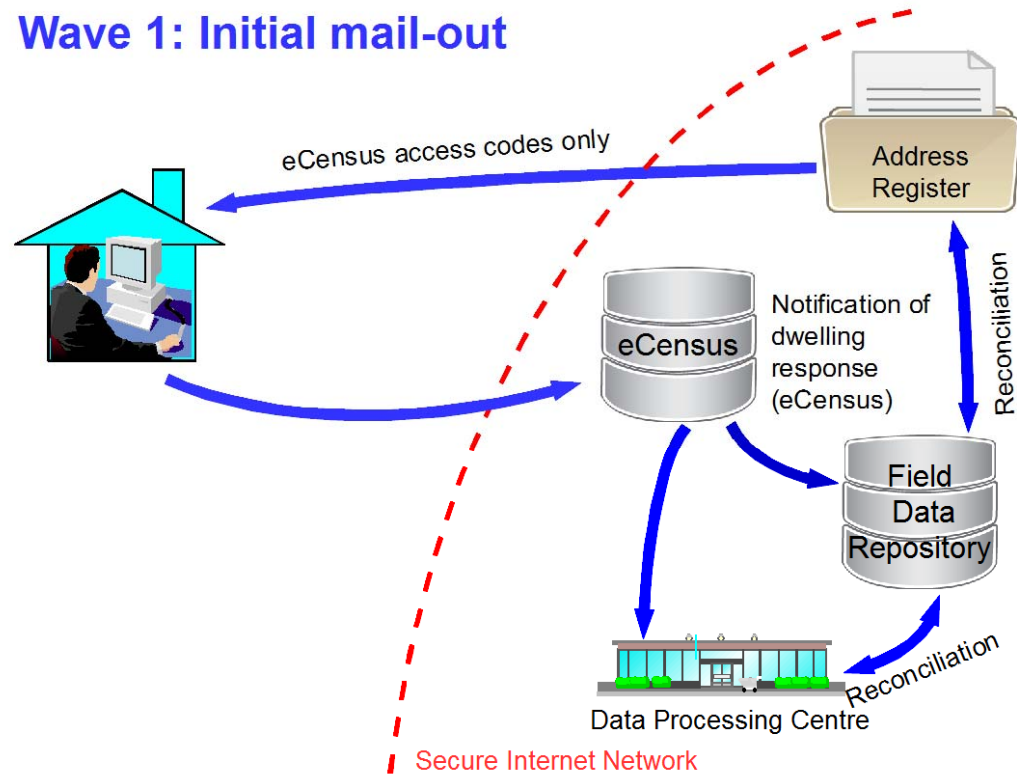 Wave 1: Initial mail-out
eCensus access codes only
Address
Register
Reconciliation
eCensus
Notification of
dwelling
response
(eCensus)
Field
Data
Repository
Reconciliation
Data Processing Centre
Secure Internet Network